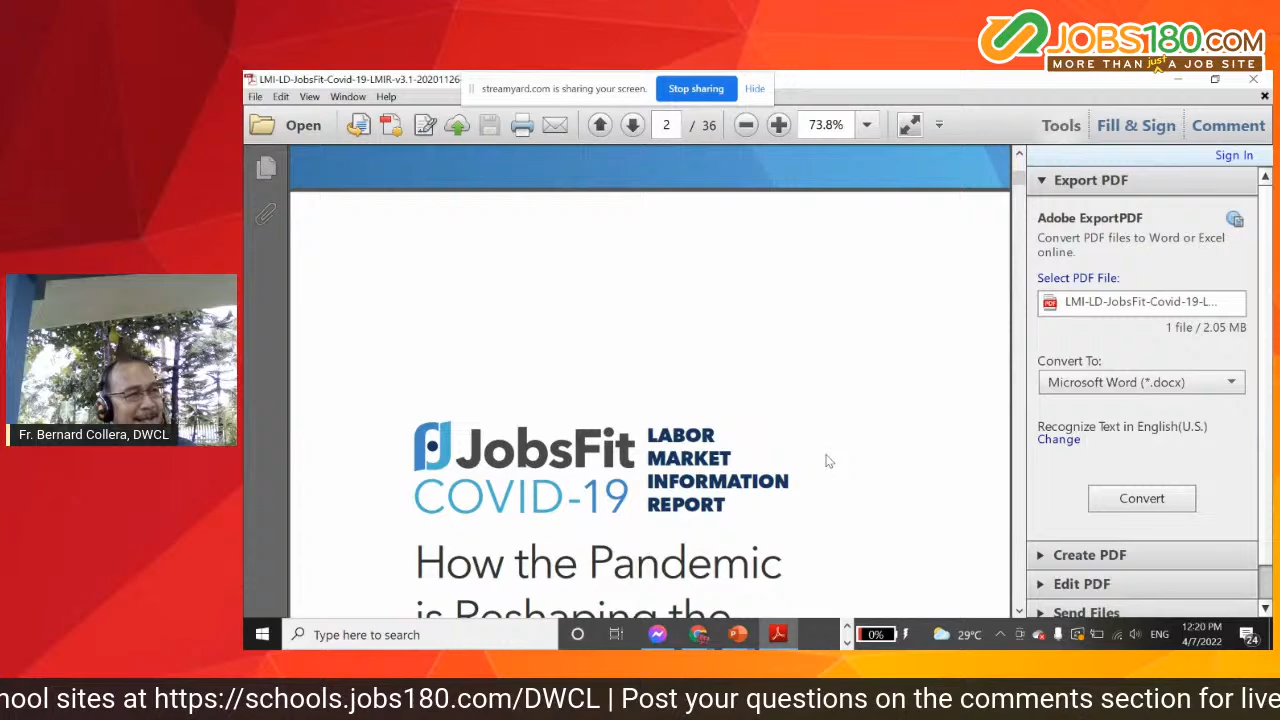 JOBS180.COM
MORE THAN just A JOB SITE
LMI-LD-JobsFit-Covid-19-LMIR-v3.1-20201126
streamyard.com is sharing your screen.
Stop sharing
Hide
File Edit View Window Help
Open
2 / 36
73.8%
Tools
Fill & Sign
Comment
Sign In
Export PDF
Adobe ExportPDF
Convert PDF files to Word or Excel
online.
Select PDF File:
LMI-LD-JobsFit-Covid-19-L...
1 file / 2.05 MB
Convert To:
Microsoft Word (*.docx)
Recognize Text in English(U.S.)
Change
Convert
Create PDF
Edit PDF
Send Files
JobsFit
COVID-19
LABOR
MARKET
INFORMATION
REPORT
How the Pandemic
is Reshaping the
Fr. Bernard Collera, DWCL
Type here to search
0%
29°C
ENG
12:20 PM
4/7/2022
24
hool sites at https://schools.jobs180.com/DWCL | Post your questions on the comments section for live